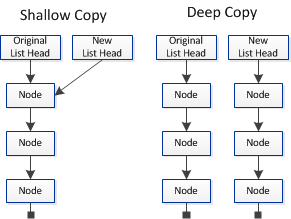 Shallow Copy
Original
List Head
New
List Head
Node
Node
Node
Deep Copy
Original
List Head
New
List Head
Node
Node
Node
Node
Node
Node